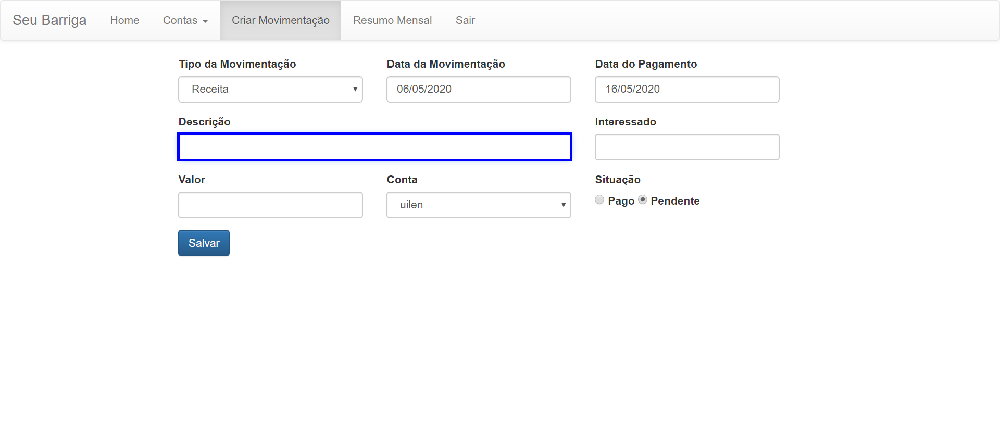 Seu Barriga Home Contas Criar Movimentação Resumo Mensal Sair
Tipo da Movimentação Data da Movimentação Data do Pagamento
Receita 06/05/2020 16/05/2020
Descrição Interessado
Valor Conta Situação
uilen Pago Pendente
Salvar